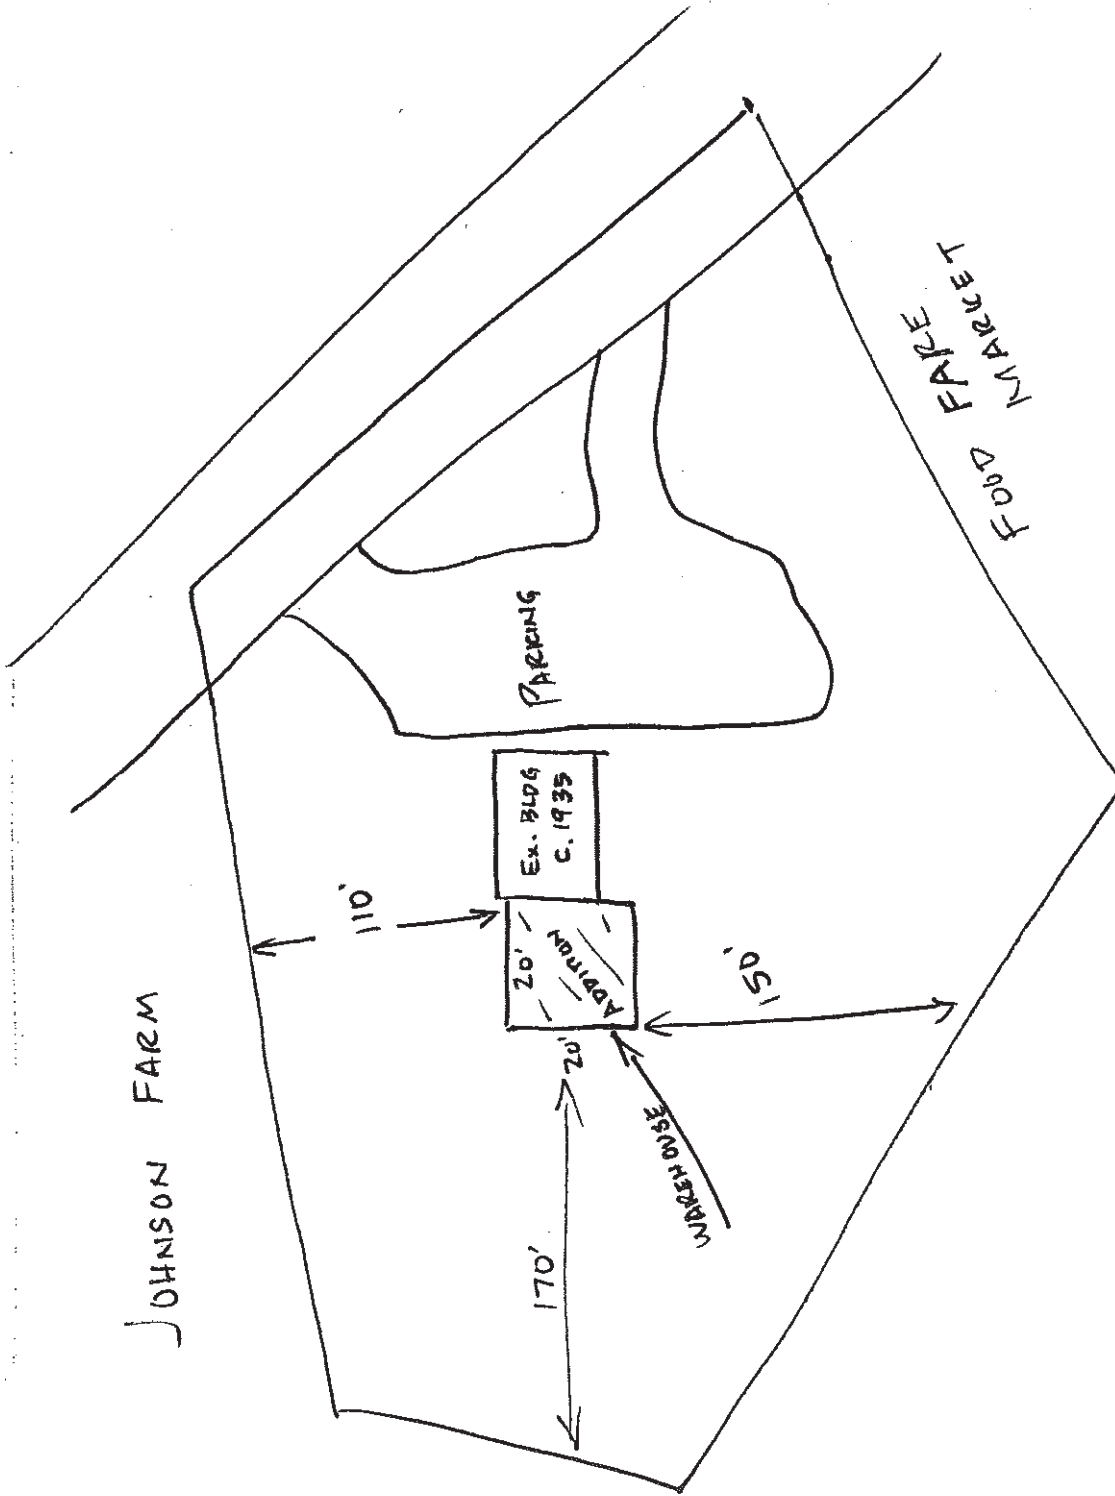 JOHNSON FARM
110'
170'
20'
20'
ADDITION
Ex. BLDG
C. 1935
PARKING
WAREHOUSE
150'
FOOD FARE
MARKET